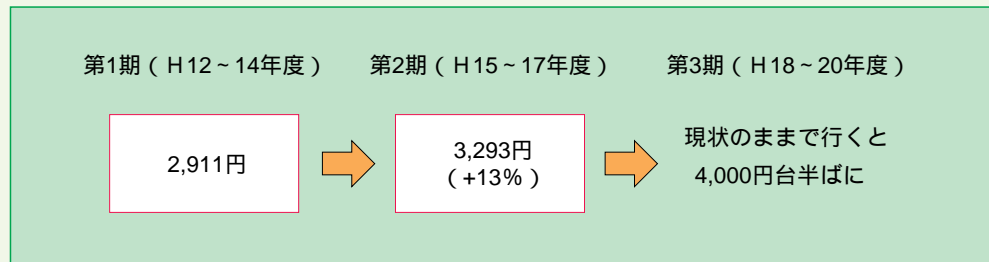 第1期(H12~14年度)
第2期(H15~17年度)
第3期(H18~20年度)
2,911円
3,293円
(+13%)
現状のままで行くと
4,000円台半ばに